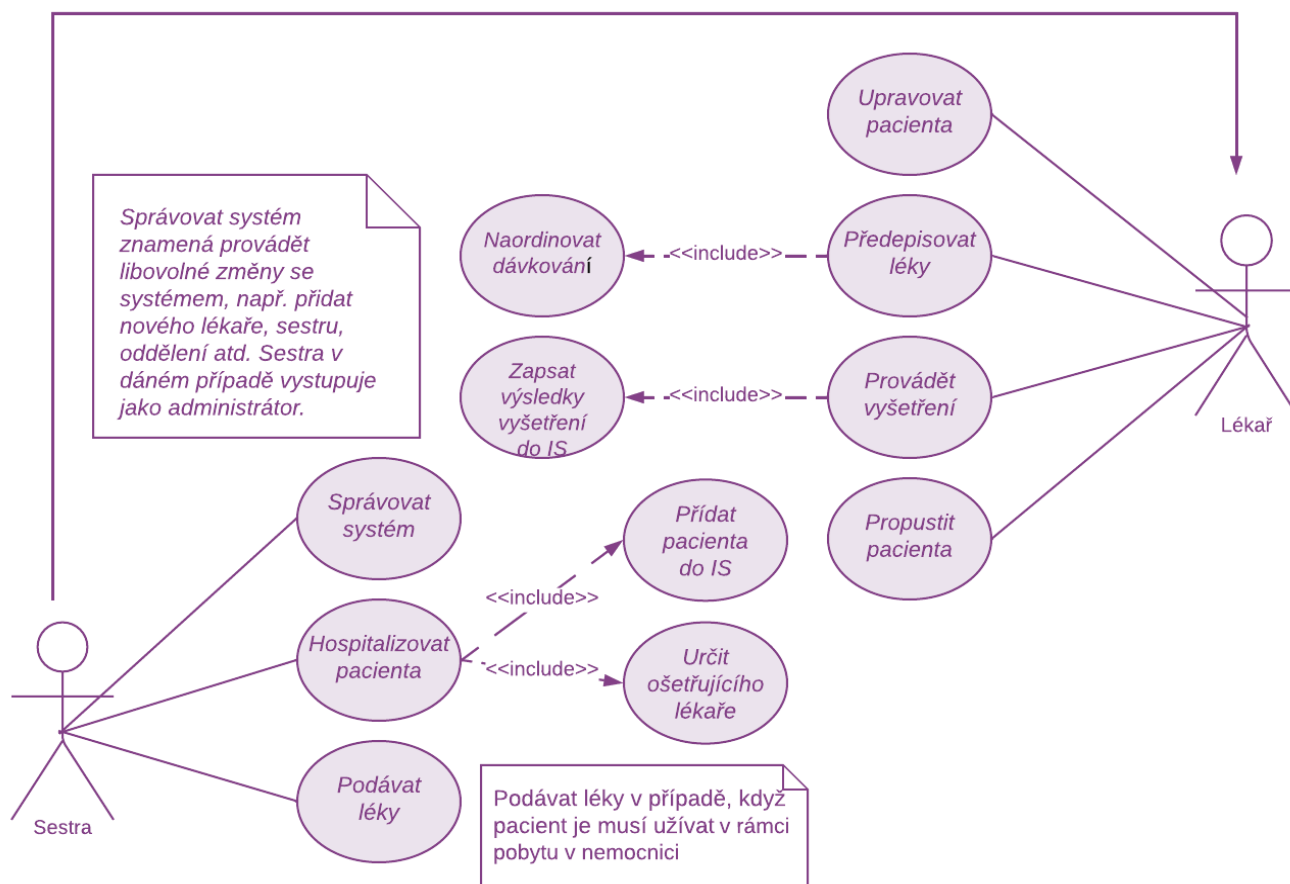 Upravovat
pacienta
Správovat systém
znamená provádět
libovolné změny se
systémem, např. přidat
nového lékaře, sestru,
oddělení atd. Sestra v
dáném případě vystupuje
jako administrátor.
Naordinovat
dávkování
<<include>>
Předepisovat
léky
Zapsat
výsledky
vyšetření
do IS
<<include>>
Provádět
vyšetření
Lékař
Správovat
systém
Přídat
pacienta
do IS
Propustit
pacienta
<<include>>
Hospitalizovat
pacienta
<<include>>
Určit
ošetřujícího
lékaře
Podávat
léky
Podávat léky v případě, když
pacient je musí užívat v rámci
pobytu v nemocnici
Sestra